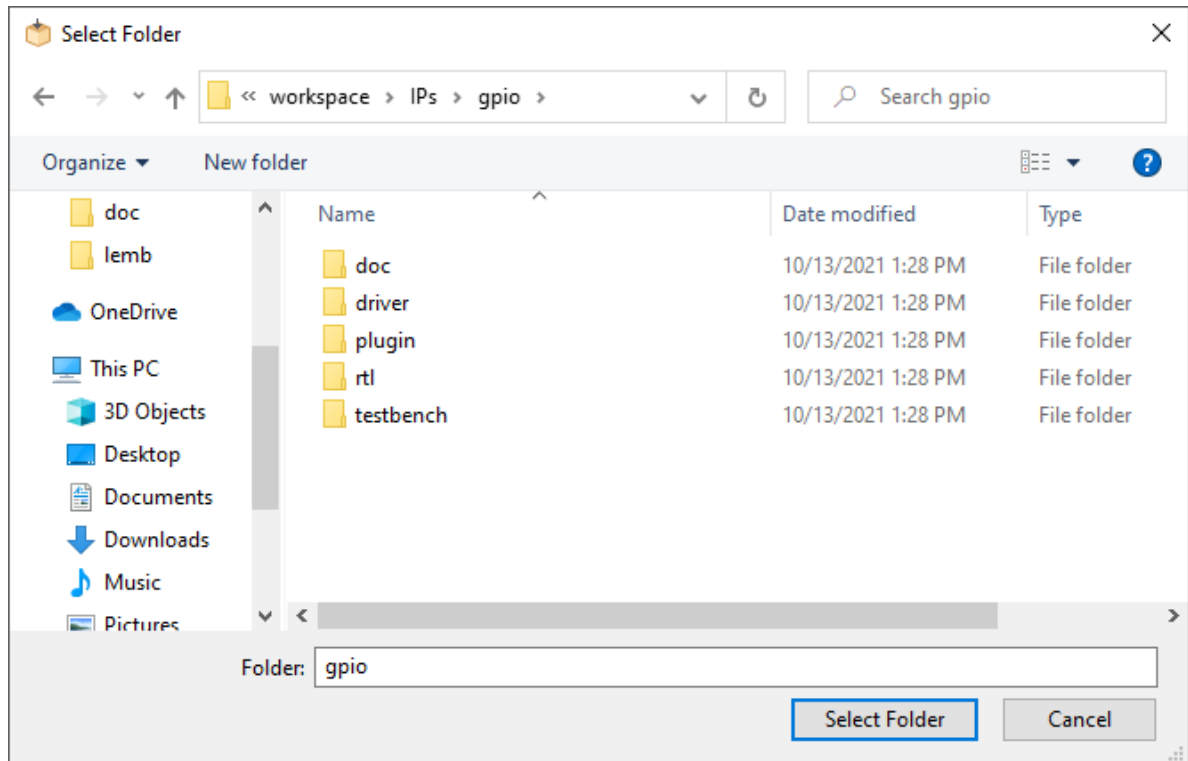 Select Folder
« workspace > IPs > gpio >
Search gpio
Organize
New folder
Name Date modified Type
doc
lemb
OneDrive
This PC
3D Objects
Desktop
Documents
Downloads
Music
Pictures
doc 10/13/2021 1:28 PM File folder
driver 10/13/2021 1:28 PM File folder
plugin 10/13/2021 1:28 PM File folder
rtl 10/13/2021 1:28 PM File folder
testbench 10/13/2021 1:28 PM File folder
Folder: gpio
Select Folder
Cancel